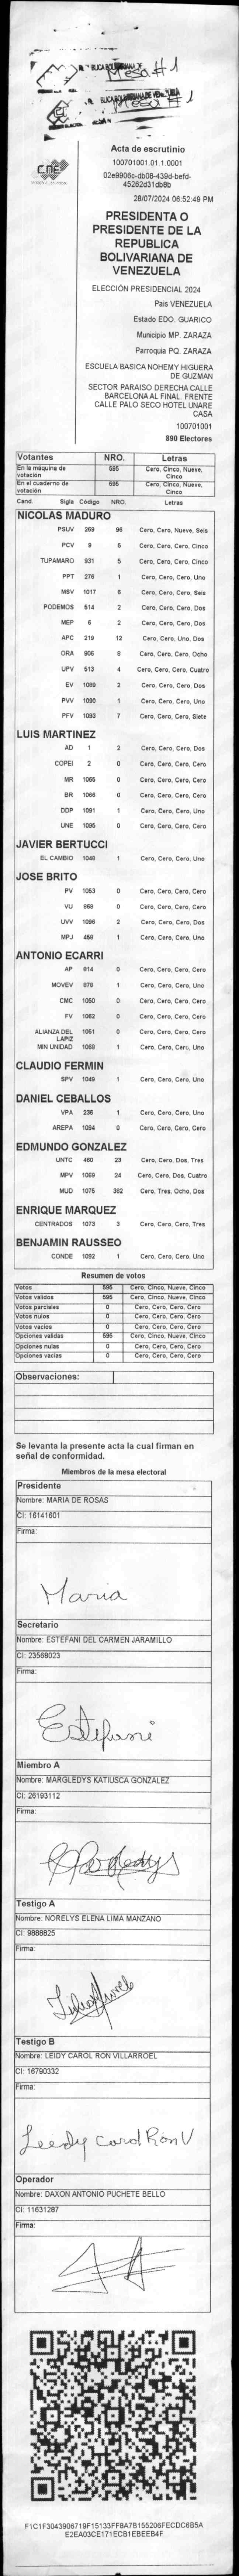 Mesa # 1
Mesa # 1
CNE
Acta de escrutinio
100701001.01.1.0001
02e9906c-db08-439d-befd-
45262d31db8b
28/07/2024 06:52:49 PM
PRESIDENTA O
PRESIDENTE DE LA
REPUBLICA
BOLIVARIANA DE
VENEZUELA
ELECCIÓN PRESIDENCIAL 2024
Pais VENEZUELA
Estado EDO. GUARICO
Municipio MP. ZARAZA
Parroquia PQ. ZARAZA
ESCUELA BASICA NOHEMY HIGUERA
DE GUZMAN
SECTOR PARAISO DERECHA CALLE
BARCELONA AL FINAL. FRENTE
CALLE PALO SECO HOTEL UNARE
CASA
100701001
890 Electores
Votantes NRO. Letras
En la máquina de votación 595 Cero, Cinco, Nueve, Cinco
En el cuaderno de votación 595 Cero, Cinco, Nueve, Cinco
Cand. Sigla Código NRO. Letras
NICOLAS MADURO
PSUV 269 96 Cero, Cero, Nueve, Seis
PCV 9 5 Cero, Cero, Cero, Cinco
TUPAMARO 931 5 Cero, Cero, Cero, Cinco
PPT 276 1 Cero, Cero, Cero, Uno
MSV 1017 6 Cero, Cero, Cero, Seis
PODEMOS 514 2 Cero, Cero, Cero, Dos
MEP 6 2 Cero, Cero, Cero, Dos
APC 219 12 Cero, Cero, Uno, Dos
ORA 906 8 Cero, Cero, Cero, Ocho
UPV 513 4 Cero, Cero, Cero, Cuatro
EV 1089 2 Cero, Cero, Cero, Dos
PVV 1090 1 Cero, Cero, Cero, Uno
PFV 1093 7 Cero, Cero, Cero, Siete
LUIS MARTINEZ
AD 1 2 Cero, Cero, Cero, Dos
COPEI 2 0 Cero, Cero, Cero, Cero
MR 1065 0 Cero, Cero, Cero, Cero
BR 1066 0 Cero, Cero, Cero, Cero
DDP 1091 1 Cero, Cero, Cero, Uno
UNE 1095 0 Cero, Cero, Cero, Cero
JAVIER BERTUCCI
EL CAMBIO 1048 1 Cero, Cero, Cero, Uno
JOSE BRITO
PV 1053 0 Cero, Cero, Cero, Cero
VU 868 0 Cero, Cero, Cero, Cero
UVV 1096 2 Cero, Cero, Cero, Dos
MPJ 458 1 Cero, Cero, Cero, Uno
ANTONIO ECARRI
AP 814 0 Cero, Cero, Cero, Cero
MOVEV 878 1 Cero, Cero, Cero, Uno
CMC 1050 0 Cero, Cero, Cero, Cero
FV 1062 0 Cero, Cero, Cero, Cero
ALIANZA DEL LAPIZ 1051 0 Cero, Cero, Cero, Cero
MIN UNIDAD 1068 1 Cero, Cero, Cero, Uno
CLAUDIO FERMIN
SPV 1049 1 Cero, Cero, Cero, Uno
DANIEL CEBALLOS
VPA 236 1 Cero, Cero, Cero, Uno
AREPA 1094 0 Cero, Cero, Cero, Cero
EDMUNDO GONZALEZ
UNTC 460 23 Cero, Cero, Dos, Tres
MPV 1069 24 Cero, Cero, Dos, Cuatro
MUD 1075 382 Cero, Tres, Ocho, Dos
ENRIQUE MARQUEZ
CENTRADOS 1073 3 Cero, Cero, Cero, Tres
BENJAMIN RAUSSEO
CONDE 1092 1 Cero, Cero, Cero, Uno
Resumen de votos
Votos 595 Cero, Cinco, Nueve, Cinco
Votos validos 595 Cero, Cinco, Nueve, Cinco
Votos parciales 0 Cero, Cero, Cero, Cero
Votos nulos 0 Cero, Cero, Cero, Cero
Votos vacios 0 Cero, Cero, Cero, Cero
Opciones validas 595 Cero, Cinco, Nueve, Cinco
Opciones nulas 0 Cero, Cero, Cero, Cero
Opciones vacias 0 Cero, Cero, Cero, Cero
Observaciones:
Se levanta la presente acta la cual firman en
señal de conformidad.
Miembros de la mesa electoral
Presidente
Nombre: MARIA DE ROSAS
CI: 16141601
Firma:
Maria
Secretario
Nombre: ESTEFANI DEL CARMEN JARAMILLO
CI: 23568023
Firma:
Estefani
Miembro A
Nombre: MARGLEDYS KATIUSCA GONZALEZ
CI: 26193112
Firma:
Testigo A
Nombre: NORELYS ELENA LIMA MANZANO
CI: 9888825
Firma:
Testigo B
Nombre: LEIDY CAROL RON VILLARROEL
CI: 16790332
Firma:
Leedy Carol Ron V
Operador
Nombre: DAXON ANTONIO PUCHETE BELLO
CI: 11631287
Firma:
F1C1F3043906719F15133FF8A7B155206FECDC6B5A
E2EA03CE171ECB1EBEEB4F